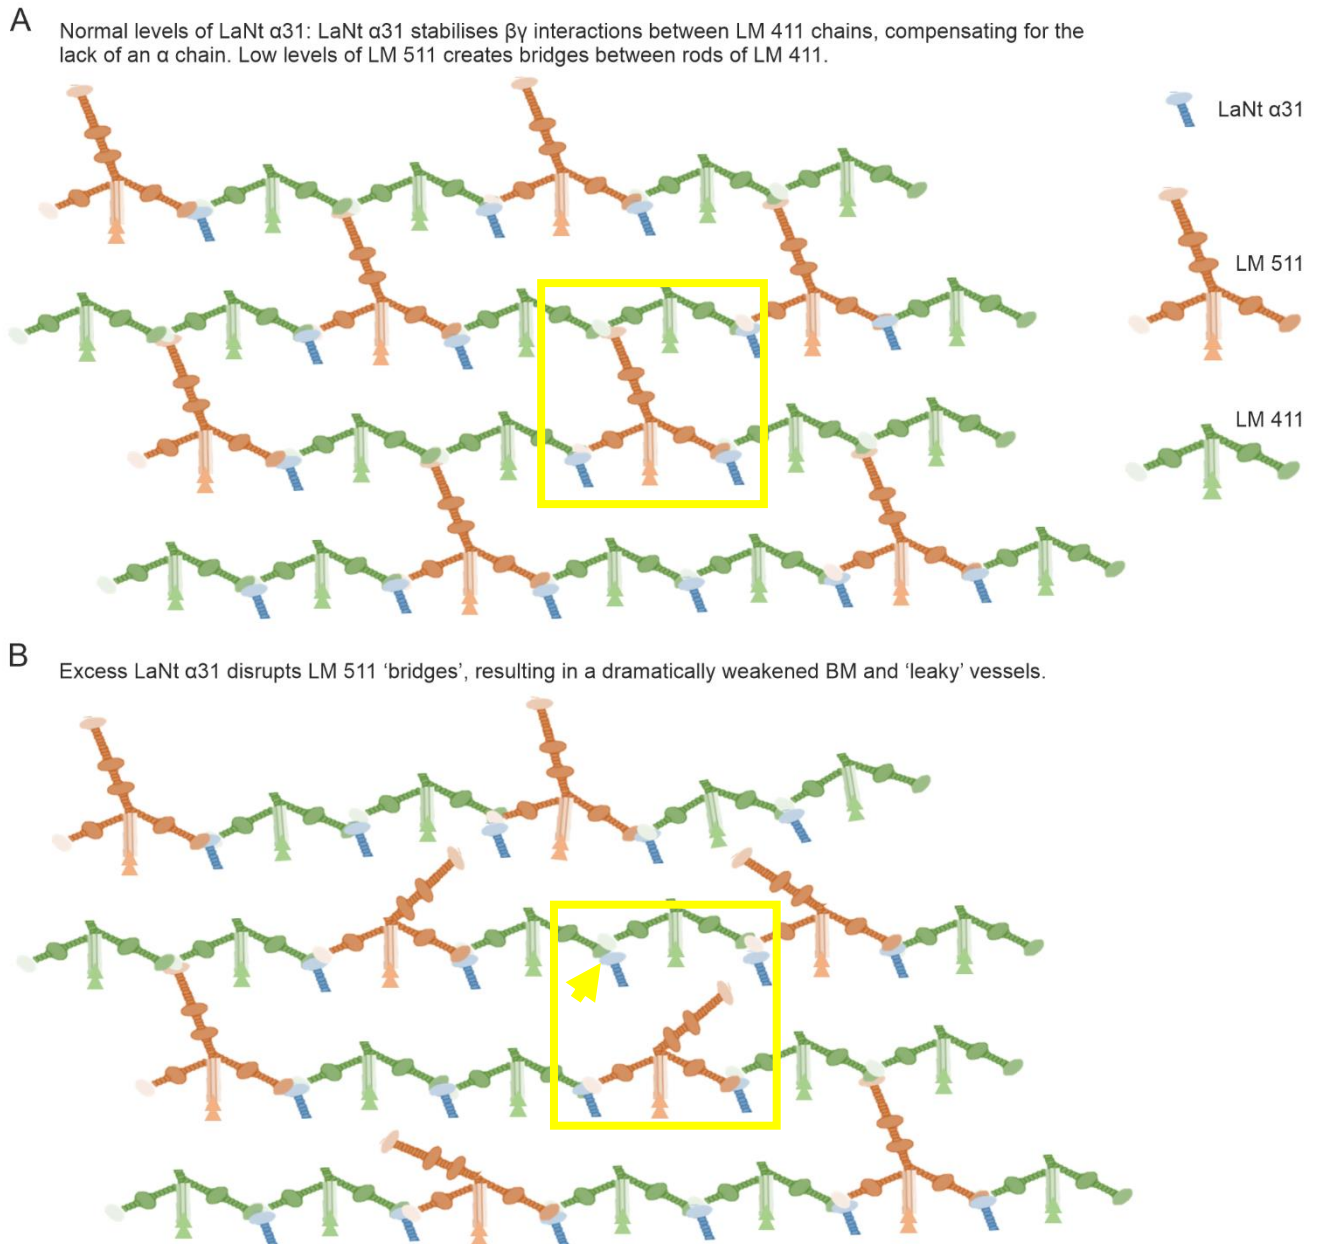 A
Normal levels of LaNt α31: LaNt α31 stabilises βγ interactions between LM 411 chains, compensating for the
lack of an α chain. Low levels of LM 511 creates bridges between rods of LM 411.
LaNt α31
LM 511
LM 411
B
Excess LaNt α31 disrupts LM 511 ‘bridges’, resulting in a dramatically weakened BM and ‘leaky’ vessels.